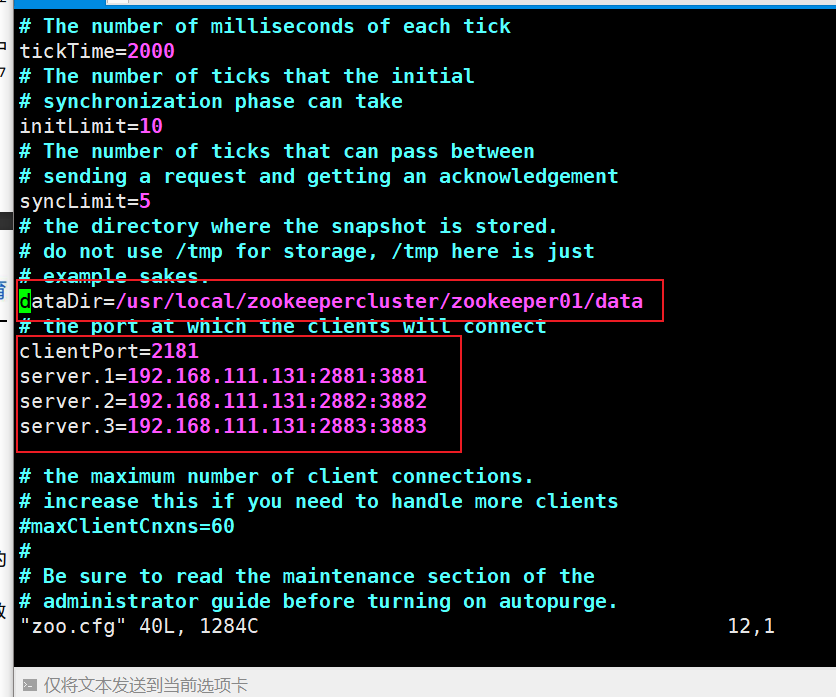 # The number of milliseconds of each tick
tickTime=2000
# The number of ticks that the initial
# synchronization phase can take
initLimit=10
# The number of ticks that can pass between
# sending a request and getting an acknowledgement
syncLimit=5
# the directory where the snapshot is stored.
# do not use /tmp for storage, /tmp here is just
# example sakes.
dataDir=/usr/local/zookeepercluster/zookeeper01/data
# the port at which the clients will connect
clientPort=2181
server.1=192.168.111.131:2881:3881
server.2=192.168.111.131:2882:3882
server.3=192.168.111.131:2883:3883
# the maximum number of client connections.
# increase this if you need to handle more clients
#maxClientCnxns=60
#
# Be sure to read the maintenance section of the
# administrator guide before turning on autopurge.
"zoo.cfg" 40L, 1284C 12,1
仅将文本发送到当前选项卡